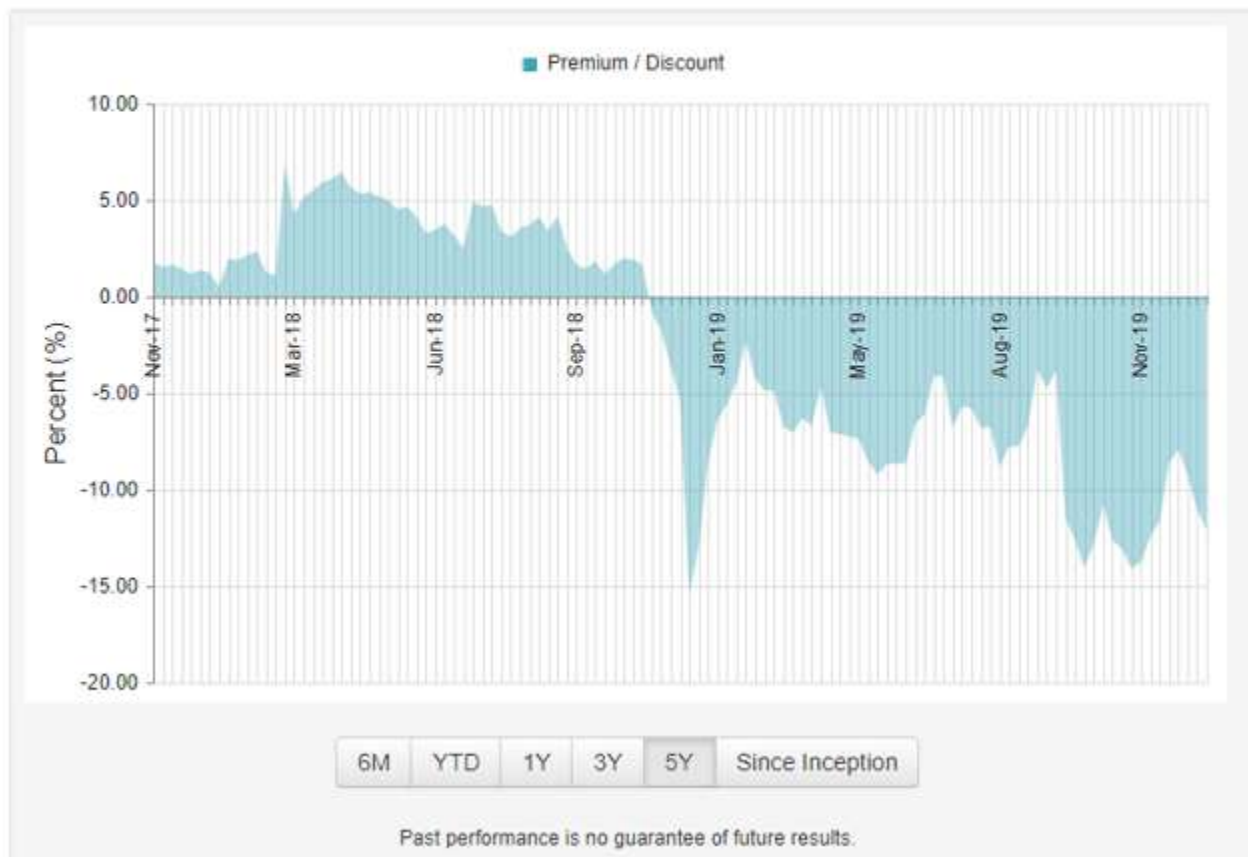 Premium / Discount
10.00
5.00
0.00
-5.00
-10.00
-15.00
-20.00
Percent (%)
Nov-17
Mar-18
Jun-18
Sep-18
Jan-19
May-19
Aug-19
Nov-19
6M YTD 1Y 3Y 5Y Since Inception
Past performance is no guarantee of future results.